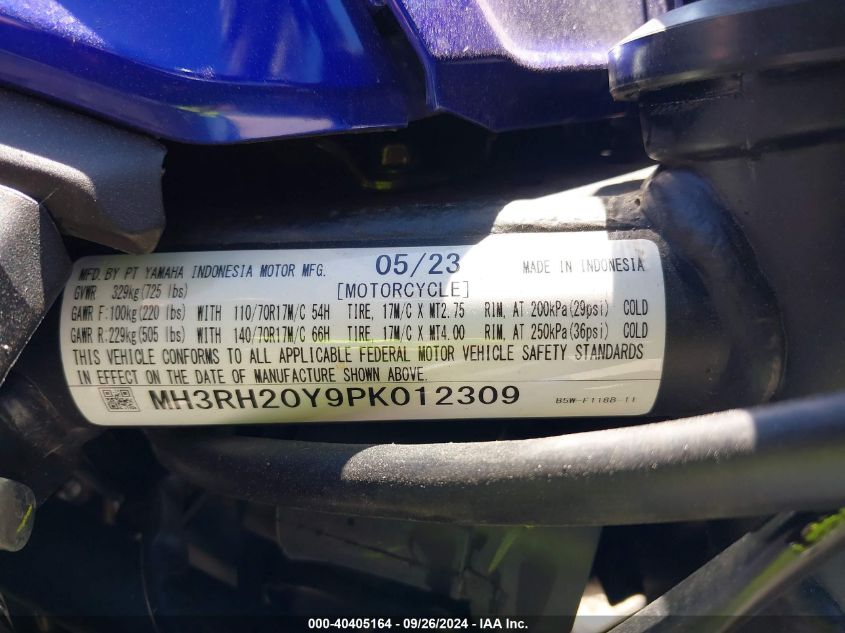 MFD. BY PT YAMAHA INDONESIA MOTOR MFG. 05/23 MADE IN INDONESIA
GVWR 329kg(725 lbs) [MOTORCYCLE]
GAWR F:100kg(220 lbs) WITH 110/70R17M/C 54H TIRE, 17M/C X MT2.75 RIM, AT 200kPa(29psi) COLD
GAWR R:229kg(505 lbs) WITH 140/70R17M/C 66H TIRE, 17M/C X MT4.00 RIM, AT 250kPa(36psi) COLD
THIS VEHICLE CONFORMS TO ALL APPLICABLE FEDERAL MOTOR VEHICLE SAFETY STANDARDS
IN EFFECT ON THE DATE OF MANUFACTURE SHOWN ABOVE.
MH3RH20Y9PK012309 B5W-F118B-11
000-40405164 - 09/26/2024 - IAA Inc.